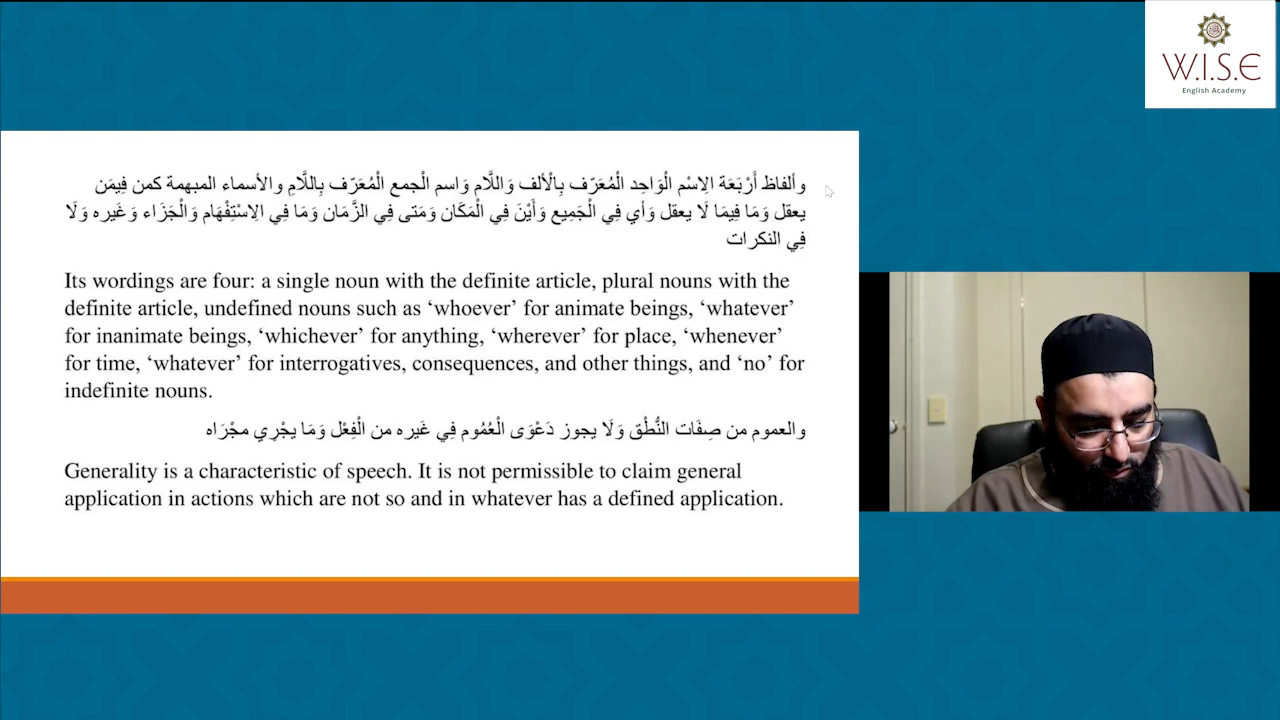 W.I.S.E
English Academy
وألفاظ أَرْبَعَة الِاسْم الْوَاحِد الْمُعَرّف بِالْألف وَاللَّام وَاسم الْجمع الْمُعَرّف بِاللَّامِ والأسماء المبهمة كمن فِيمَن
يعقل وَمَا فِيمَا لَا يعقل وَأي فِي الْجَمِيع وَأَيْنَ فِي الْمَكَان وَمَتى فِي الزَّمَان وَمَا فِي الِاسْتِفْهَام وَالْجَزَاء وَغَيره وَلَا
فِي النكرات
Its wordings are four: a single noun with the definite article, plural nouns with the
definite article, undefined nouns such as ‘whoever’ for animate beings, ‘whatever’
for inanimate beings, ‘whichever’ for anything, ‘wherever’ for place, ‘whenever’
for time, ‘whatever’ for interrogatives, consequences, and other things, and ‘no’ for
indefinite nouns.
والعموم من صِفَات النُّطْق وَلَا يجوز دَعْوَى الْعُمُوم فِي غَيره من الْفِعْل وَمَا يجْرِي مجْرَاه
Generality is a characteristic of speech. It is not permissible to claim general
application in actions which are not so and in whatever has a defined application.